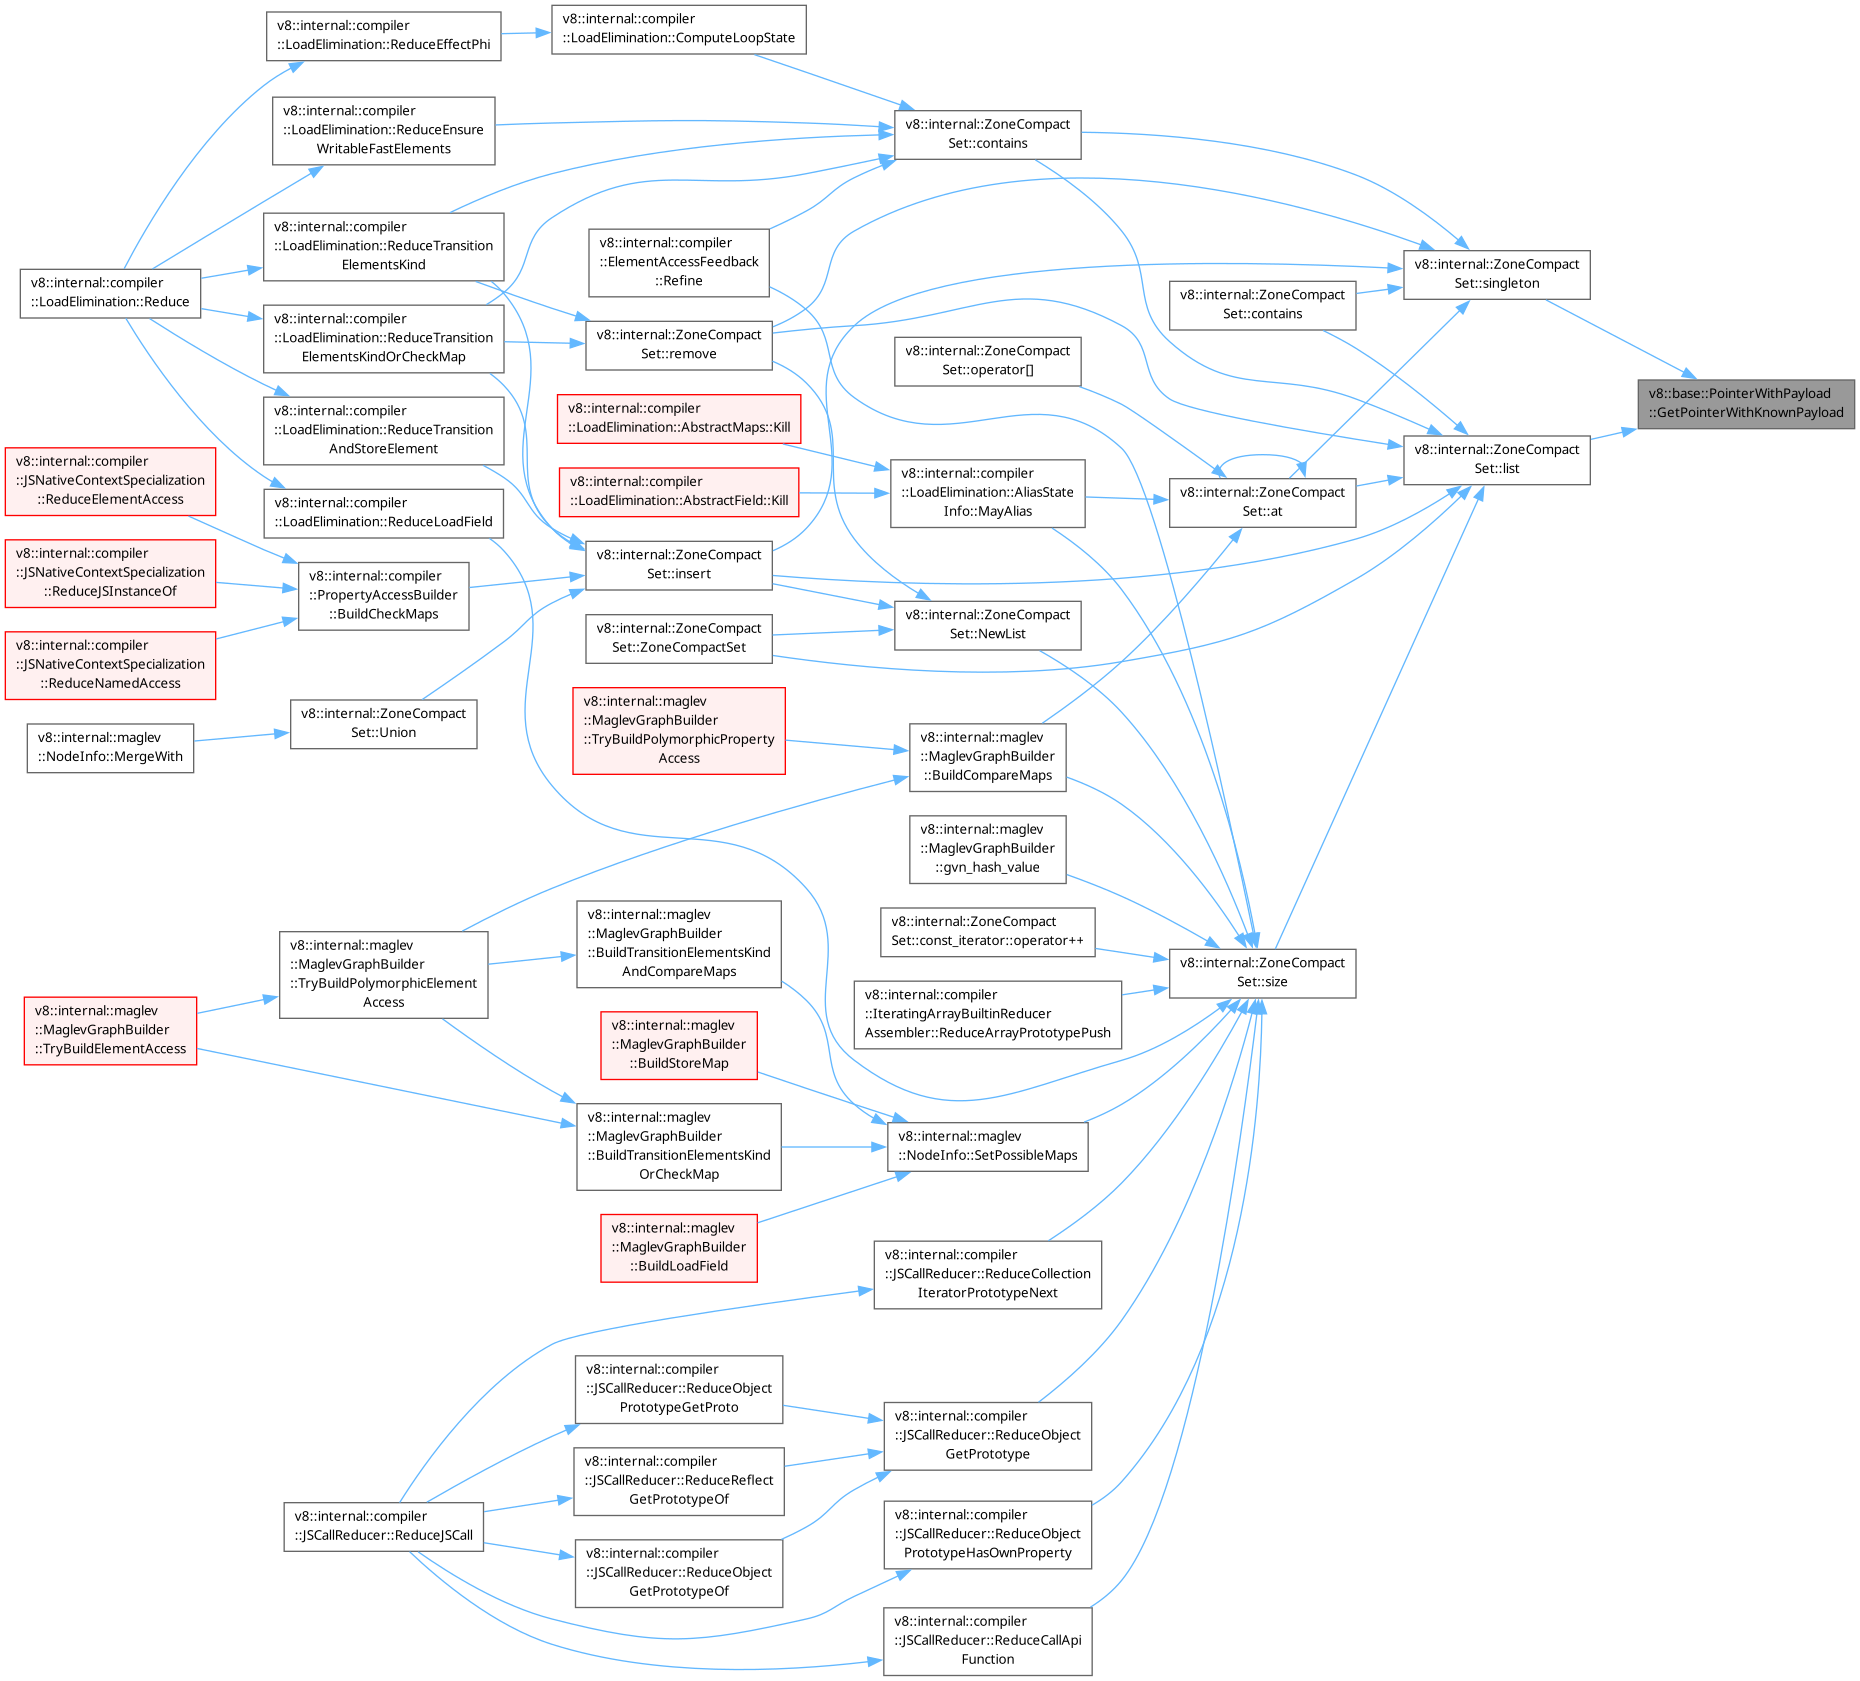 v8::internal::compiler
::LoadElimination::ReduceEffectPhi
v8::internal::compiler
::LoadElimination::ComputeLoopState
v8::internal::compiler
::LoadElimination::ReduceEnsure
WritableFastElements
v8::internal::ZoneCompact
Set::contains
v8::internal::compiler
::LoadElimination::ReduceTransition
ElementsKind
v8::internal::compiler
::ElementAccessFeedback
::Refine
v8::internal::ZoneCompact
Set::singleton
v8::internal::compiler
::LoadElimination::Reduce
v8::internal::ZoneCompact
Set::contains
v8::internal::compiler
::LoadElimination::ReduceTransition
ElementsKindOrCheckMap
v8::internal::ZoneCompact
Set::remove
v8::internal::ZoneCompact
Set::operator[]
v8::base::PointerWithPayload
::GetPointerWithKnownPayload
v8::internal::compiler
::LoadElimination::ReduceTransition
AndStoreElement
v8::internal::compiler
::LoadElimination::AbstractMaps::Kill
v8::internal::ZoneCompact
Set::list
v8::internal::compiler
::JSNativeContextSpecialization
::ReduceElementAccess
v8::internal::compiler
::LoadElimination::AbstractField::Kill
v8::internal::compiler
::LoadElimination::AliasState
Info::MayAlias
v8::internal::ZoneCompact
Set::at
v8::internal::compiler
::LoadElimination::ReduceLoadField
v8::internal::compiler
::JSNativeContextSpecialization
::ReduceJSInstanceOf
v8::internal::compiler
::PropertyAccessBuilder
::BuildCheckMaps
v8::internal::ZoneCompact
Set::insert
v8::internal::ZoneCompact
Set::ZoneCompactSet
v8::internal::ZoneCompact
Set::NewList
v8::internal::compiler
::JSNativeContextSpecialization
::ReduceNamedAccess
v8::internal::maglev
::NodeInfo::MergeWith
v8::internal::ZoneCompact
Set::Union
v8::internal::maglev
::MaglevGraphBuilder
::TryBuildPolymorphicProperty
Access
v8::internal::maglev
::MaglevGraphBuilder
::BuildCompareMaps
v8::internal::maglev
::MaglevGraphBuilder
::gvn_hash_value
v8::internal::ZoneCompact
Set::const_iterator::operator++
v8::internal::maglev
::MaglevGraphBuilder
::BuildTransitionElementsKind
AndCompareMaps
v8::internal::maglev
::MaglevGraphBuilder
::TryBuildPolymorphicElement
Access
v8::internal::ZoneCompact
Set::size
v8::internal::compiler
::IteratingArrayBuiltinReducer
Assembler::ReduceArrayPrototypePush
v8::internal::maglev
::MaglevGraphBuilder
::TryBuildElementAccess
v8::internal::maglev
::MaglevGraphBuilder
::BuildStoreMap
v8::internal::maglev
::MaglevGraphBuilder
::BuildTransitionElementsKind
OrCheckMap
v8::internal::maglev
::NodeInfo::SetPossibleMaps
v8::internal::maglev
::MaglevGraphBuilder
::BuildLoadField
v8::internal::compiler
::JSCallReducer::ReduceCollection
IteratorPrototypeNext
v8::internal::compiler
::JSCallReducer::ReduceObject
PrototypeGetProto
v8::internal::compiler
::JSCallReducer::ReduceObject
GetPrototype
v8::internal::compiler
::JSCallReducer::ReduceReflect
GetPrototypeOf
v8::internal::compiler
::JSCallReducer::ReduceJSCall
v8::internal::compiler
::JSCallReducer::ReduceObject
PrototypeHasOwnProperty
v8::internal::compiler
::JSCallReducer::ReduceObject
GetPrototypeOf
v8::internal::compiler
::JSCallReducer::ReduceCallApi
Function